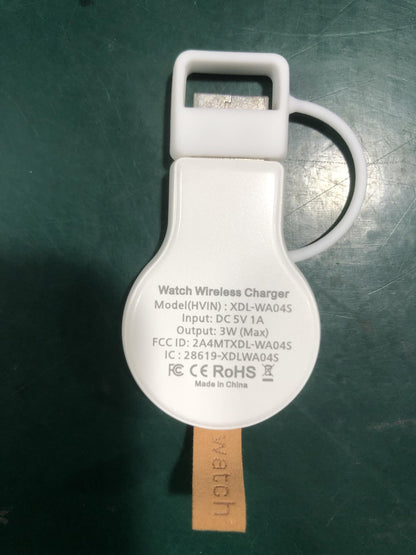 Watch Wireless Charger
Model(HVIN) : XDL-WA04S
Input: DC 5V 1A
Output: 3W (Max)
FCC ID: 2A4MTXDL-WA04S
IC : 28619-XDLWA04S
FC CE RoHS
Made in China
watch